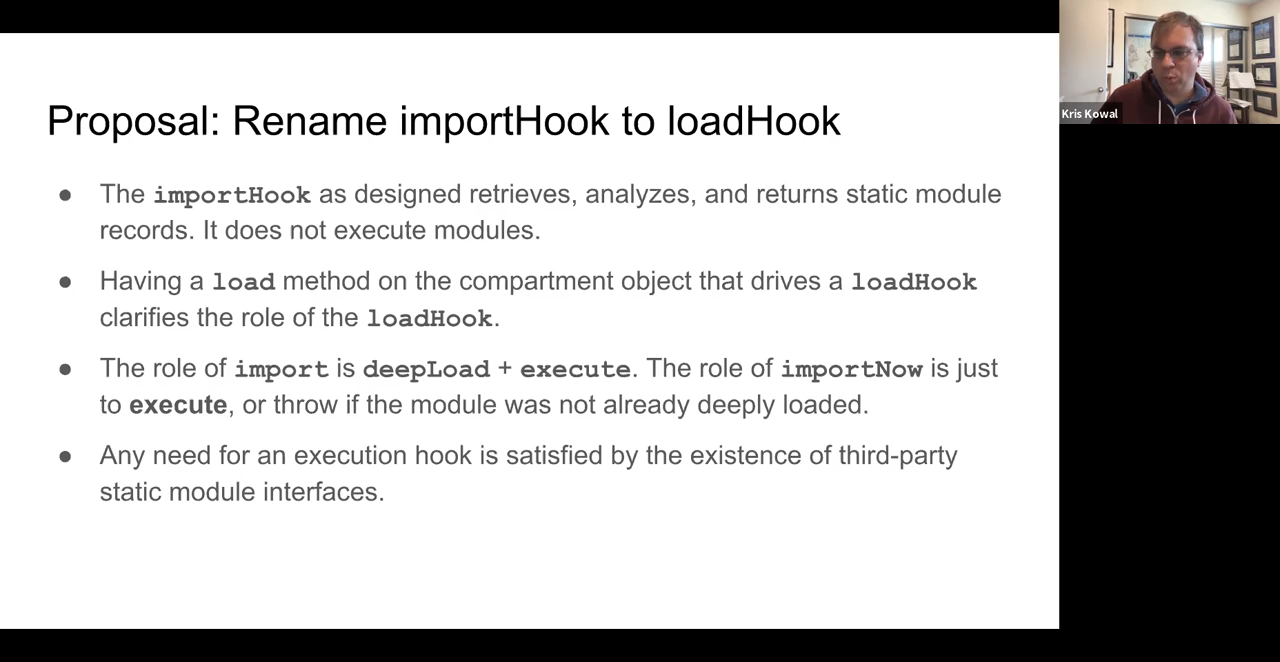 Proposal: Rename importHook to loadHook
● The importHook as designed retrieves, analyzes, and returns static module
records. It does not execute modules.
● Having a load method on the compartment object that drives a loadHook
clarifies the role of the loadHook.
● The role of import is deepLoad + execute. The role of importNow is just
to execute, or throw if the module was not already deeply loaded.
● Any need for an execution hook is satisfied by the existence of third-party
static module interfaces.
Kris Kowal